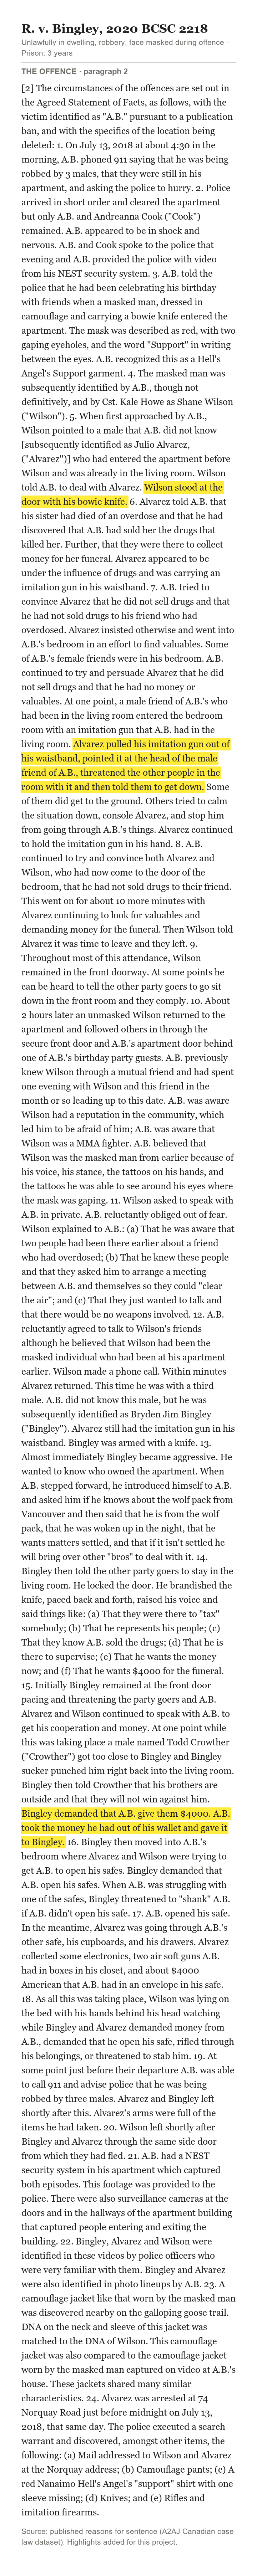 R. v. Bingley, 2020 BCSC 2218
Unlawfully in dwelling, robbery, face masked during offence ·
Prison: 3 years
THE OFFENCE · paragraph 2
[2] The circumstances of the offences are set out in
the Agreed Statement of Facts, as follows, with the
victim identified as "A.B." pursuant to a publication
ban, and with the specifics of the location being
deleted: 1. On July 13, 2018 at about 4:30 in the
morning, A.B. phoned 911 saying that he was being
robbed by 3 males, that they were still in his
apartment, and asking the police to hurry. 2. Police
arrived in short order and cleared the apartment
but only A.B. and Andreanna Cook ("Cook")
remained. A.B. appeared to be in shock and
nervous. A.B. and Cook spoke to the police that
evening and A.B. provided the police with video
from his NEST security system. 3. A.B. told the
police that he had been celebrating his birthday
with friends when a masked man, dressed in
camouflage and carrying a bowie knife entered the
apartment. The mask was described as red, with two
gaping eyeholes, and the word "Support" in writing
between the eyes. A.B. recognized this as a Hell's
Angel's Support garment. 4. The masked man was
subsequently identified by A.B., though not
definitively, and by Cst. Kale Howe as Shane Wilson
("Wilson"). 5. When first approached by A.B.,
Wilson pointed to a male that A.B. did not know
[subsequently identified as Julio Alvarez,
("Alvarez")] who had entered the apartment before
Wilson and was already in the living room. Wilson
told A.B. to deal with Alvarez. Wilson stood at the
door with his bowie knife. 6. Alvarez told A.B. that
his sister had died of an overdose and that he had
discovered that A.B. had sold her the drugs that
killed her. Further, that they were there to collect
money for her funeral. Alvarez appeared to be
under the influence of drugs and was carrying an
imitation gun in his waistband. 7. A.B. tried to
convince Alvarez that he did not sell drugs and that
he had not sold drugs to his friend who had
overdosed. Alvarez insisted otherwise and went into
A.B.'s bedroom in an effort to find valuables. Some
of A.B.'s female friends were in his bedroom. A.B.
continued to try and persuade Alvarez that he did
not sell drugs and that he had no money or
valuables. At one point, a male friend of A.B.'s who
had been in the living room entered the bedroom
room with an imitation gun that A.B. had in the
living room. Alvarez pulled his imitation gun out of
his waistband, pointed it at the head of the male
friend of A.B., threatened the other people in the
room with it and then told them to get down. Some
of them did get to the ground. Others tried to calm
the situation down, console Alvarez, and stop him
from going through A.B.'s things. Alvarez continued
to hold the imitation gun in his hand. 8. A.B.
continued to try and convince both Alvarez and
Wilson, who had now come to the door of the
bedroom, that he had not sold drugs to their friend.
This went on for about 10 more minutes with
Alvarez continuing to look for valuables and
demanding money for the funeral. Then Wilson told
Alvarez it was time to leave and they left. 9.
Throughout most of this attendance, Wilson
remained in the front doorway. At some points he
can be heard to tell the other party goers to go sit
down in the front room and they comply. 10. About
2 hours later an unmasked Wilson returned to the
apartment and followed others in through the
secure front door and A.B.'s apartment door behind
one of A.B.'s birthday party guests. A.B. previously
knew Wilson through a mutual friend and had spent
one evening with Wilson and this friend in the
month or so leading up to this date. A.B. was aware
Wilson had a reputation in the community, which
led him to be afraid of him; A.B. was aware that
Wilson was a MMA fighter. A.B. believed that
Wilson was the masked man from earlier because of
his voice, his stance, the tattoos on his hands, and
the tattoos he was able to see around his eyes where
the mask was gaping. 11. Wilson asked to speak with
A.B. in private. A.B. reluctantly obliged out of fear.
Wilson explained to A.B.: (a) That he was aware that
two people had been there earlier about a friend
who had overdosed; (b) That he knew these people
and that they asked him to arrange a meeting
between A.B. and themselves so they could "clear
the air"; and (c) That they just wanted to talk and
that there would be no weapons involved. 12. A.B.
reluctantly agreed to talk to Wilson's friends
although he believed that Wilson had been the
masked individual who had been at his apartment
earlier. Wilson made a phone call. Within minutes
Alvarez returned. This time he was with a third
male. A.B. did not know this male, but he was
subsequently identified as Bryden Jim Bingley
("Bingley"). Alvarez still had the imitation gun in his
waistband. Bingley was armed with a knife. 13.
Almost immediately Bingley became aggressive. He
wanted to know who owned the apartment. When
A.B. stepped forward, he introduced himself to A.B.
and asked him if he knows about the wolf pack from
Vancouver and then said that he is from the wolf
pack, that he was woken up in the night, that he
wants matters settled, and that if it isn't settled he
will bring over other "bros" to deal with it. 14.
Bingley then told the other party goers to stay in the
living room. He locked the door. He brandished the
knife, paced back and forth, raised his voice and
said things like: (a) That they were there to "tax"
somebody; (b) That he represents his people; (c)
That they know A.B. sold the drugs; (d) That he is
there to supervise; (e) That he wants the money
now; and (f) That he wants $4000 for the funeral.
15. Initially Bingley remained at the front door
pacing and threatening the party goers and A.B.
Alvarez and Wilson continued to speak with A.B. to
get his cooperation and money. At one point while
this was taking place a male named Todd Crowther
("Crowther") got too close to Bingley and Bingley
sucker punched him right back into the living room.
Bingley then told Crowther that his brothers are
outside and that they will not win against him.
Bingley demanded that A.B. give them $4000. A.B.
took the money he had out of his wallet and gave it
to Bingley. 16. Bingley then moved into A.B.'s
bedroom where Alvarez and Wilson were trying to
get A.B. to open his safes. Bingley demanded that
A.B. open his safes. When A.B. was struggling with
one of the safes, Bingley threatened to "shank" A.B.
if he didn't open his safe. 17. A.B. opened his safe.
In the meantime, Alvarez was going through A.B.'s
other safe, his cupboards, and his drawers. Alvarez
collected some electronics, two air soft guns A.B.
had in boxes in his closet, and about $4000
American that A.B. had in an envelope in his safe.
18. As all this was taking place, Wilson was lying on
the bed with his hands behind his head watching
while Bingley and Alvarez demanded money from
A.B., demanded that he open his safe, rifled through
his belongings, or threatened to stab him. 19. At
some point just before their departure A.B. was able
to call 911 and advise police that he was being
robbed by three males. Alvarez and Bingley left
shortly after this. Alvarez's arms were full of the
items he had taken. 20. Wilson left shortly after
Bingley and Alvarez through the same side door
from which they had fled. 21. A.B. had a NEST
security system in his apartment which captured
both episodes. This footage was provided to the
police. There were also surveillance cameras at the
doors and in the hallways of the apartment building
that captured people entering and exiting the
building. 22. Bingley, Alvarez and Wilson were
identified in these videos by police officers who
were very familiar with them. Bingley and Alvarez
were also identified in photo lineups by A.B. 23. A
camouflage jacket like that worn by the masked man
was discovered nearby on the galloping goose trail.
DNA on the neck and sleeve of this jacket was
matched to the DNA of Wilson. This camouflage
jacket was also compared to the camouflage jacket
worn by the masked man captured on video at A.B.'s
house. These jackets shared many similar
characteristics. 24. Alvarez was arrested at 74
Norquay Road just before midnight on July 13,
2018, that same day. The police executed a search
warrant and discovered, amongst other items, the
following: (a) Mail addressed to Wilson and Alvarez
at the Norquay address; (b) Camouflage pants; (c) A
red Nanaimo Hell's Angel's "support" shirt with one
sleeve missing; (d) Knives; and (e) Rifles and
imitation firearms.
Source: published reasons for sentence (A2AJ Canadian case
law dataset). Highlights added for this project.